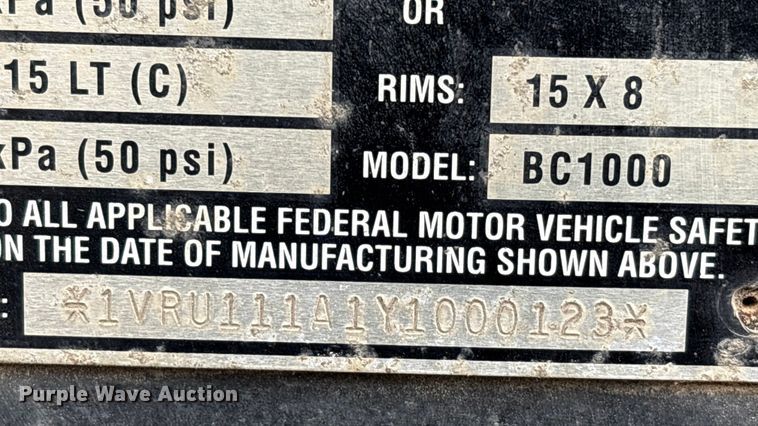 kPa (50 psi) OR
15 LT (C) RIMS: 15 X 8
kPa (50 psi) MODEL: BC1000
O ALL APPLICABLE FEDERAL MOTOR VEHICLE SAFET
ON THE DATE OF MANUFACTURING SHOWN ABOVE.
: *1VRU111A1Y1000123*
Purple Wave Auction